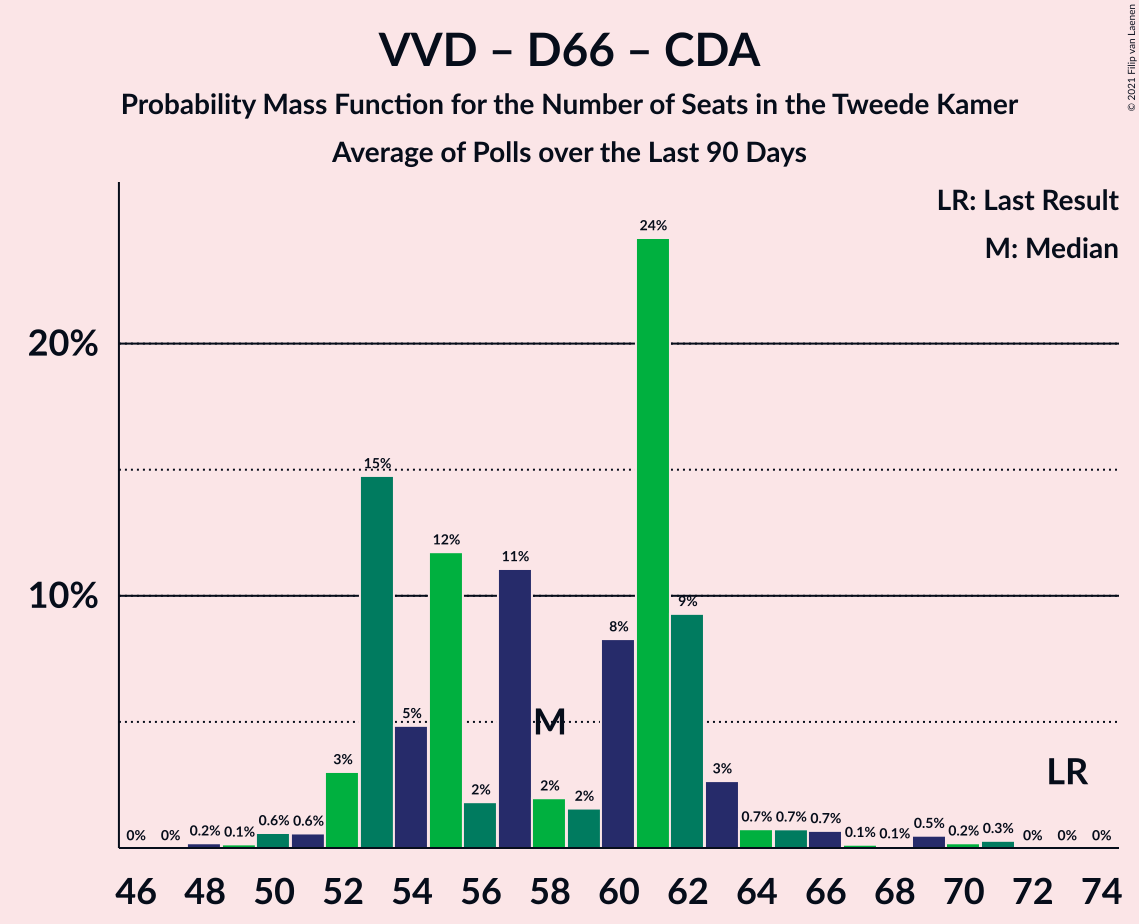 VVD – D66 – CDA
Probability Mass Function for the Number of Seats in the Tweede Kamer
Average of Polls over the Last 90 Days
© 2021 Filip van Laenen
LR: Last Result
M: Median
20%
10%
0% 0% 0.2% 0.1% 0.6% 0.6% 3% 15% 5% 12% 2% 11% 2% 2% 8% 24% 9% 3% 0.7% 0.7% 0.7% 0.1% 0.1% 0.5% 0.2% 0.3% 0% 0% 0%
M
LR
46 48 50 52 54 56 58 60 62 64 66 68 70 72 74